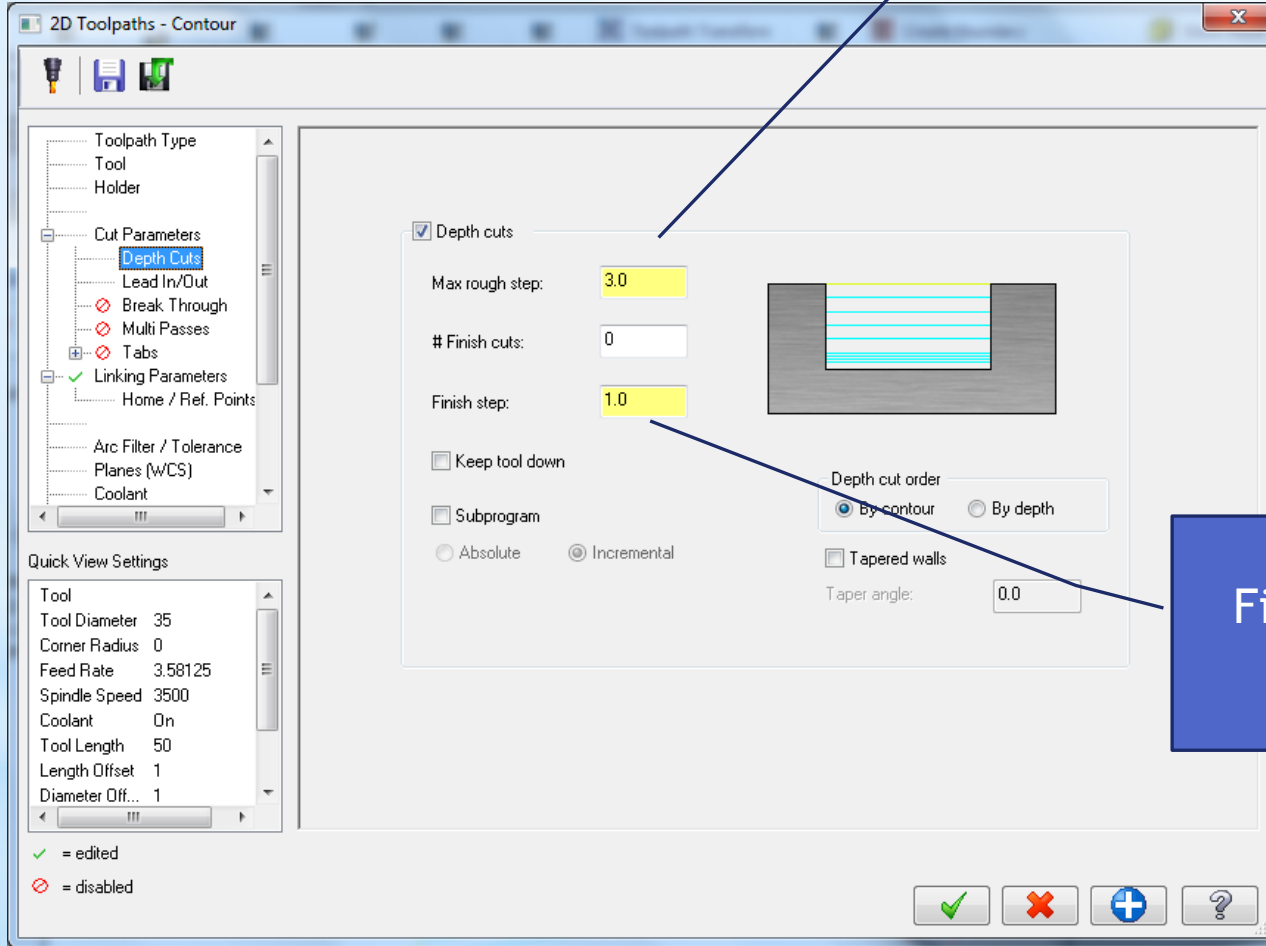 2D Toolpaths - Contour
Toolpath Transform
x
Toolpath Type
Tool
Holder
Cut Parameters
Depth Cuts
Lead In/Out
Break Through
Multi Passes
Tabs
Linking Parameters
Home / Ref. Points
Arc Filter / Tolerance
Planes (WCS)
Coolant
Depth cuts
Max rough step: 3.0
# Finish cuts: 0
Finish step: 1.0
Keep tool down
Subprogram
Absolute Incremental
Depth cut order
By contour By depth
Tapered walls
Taper angle: 0.0
Fi
Quick View Settings
Tool
Tool Diameter 35
Corner Radius 0
Feed Rate 3.58125
Spindle Speed 3500
Coolant On
Tool Length 50
Length Offset 1
Diameter Off... 1
= edited
= disabled
?